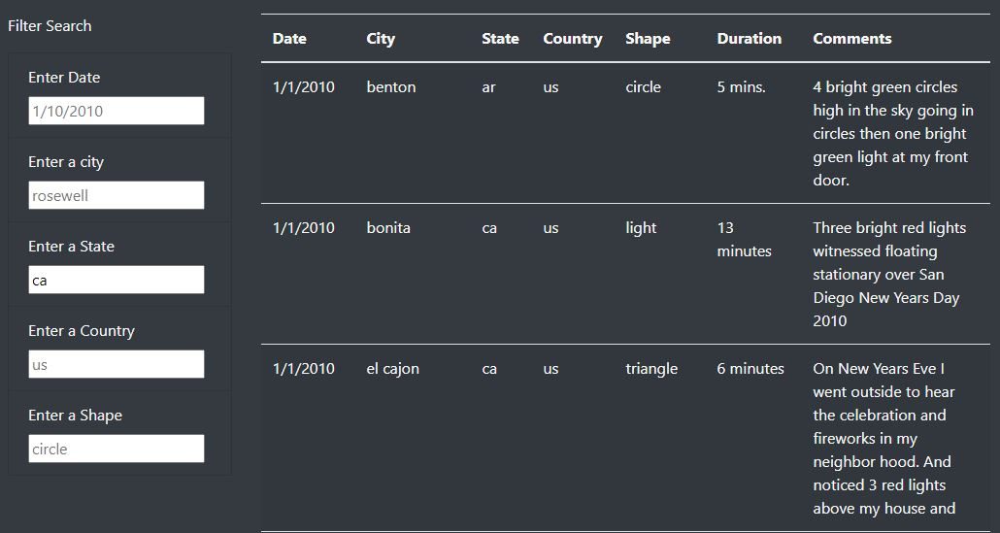 Filter Search
Enter Date
1/10/2010
Enter a city
rosewell
Enter a State
ca
Enter a Country
us
Enter a Shape
circle
Date City State Country Shape Duration Comments
1/1/2010 benton ar us circle 5 mins. 4 bright green circles
high in the sky going in
circles then one bright
green light at my front
door.
1/1/2010 bonita ca us light 13 Three bright red lights
minutes witnessed floating
stationary over San
Diego New Years Day
2010
1/1/2010 el cajon ca us triangle 6 minutes On New Years Eve I
went outside to hear
the celebration and
fireworks in my
neighbor hood. And
noticed 3 red lights
above my house and